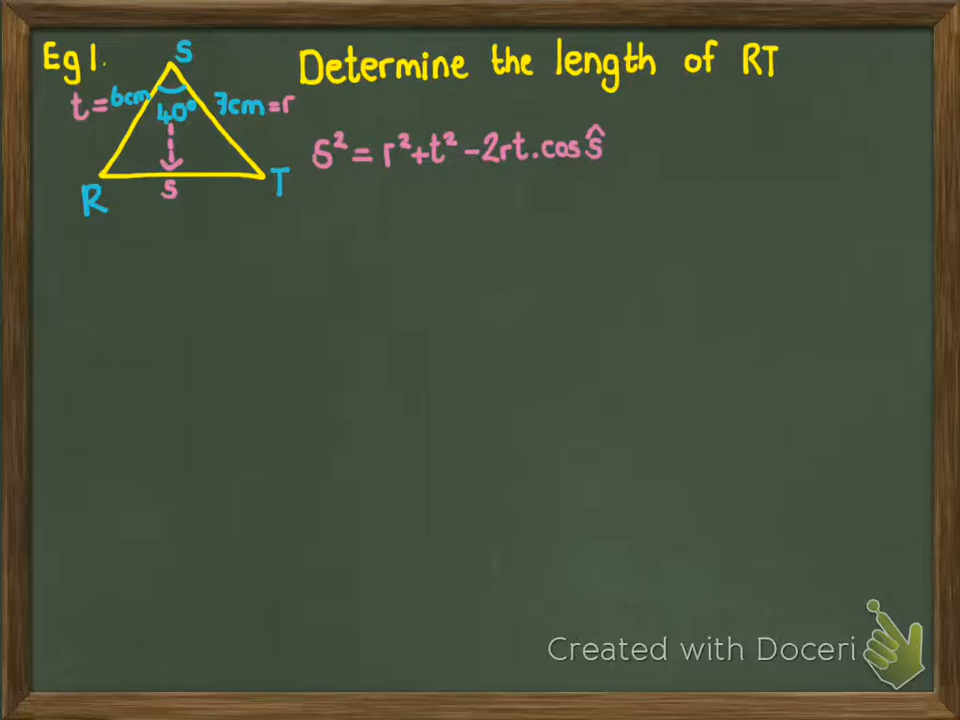 Eg 1.
Determine the length of RT
S
t = 6cm
40°
7cm = r
s² = r² + t² - 2rt.cos ŝ
R
s
T
Created with Doceri